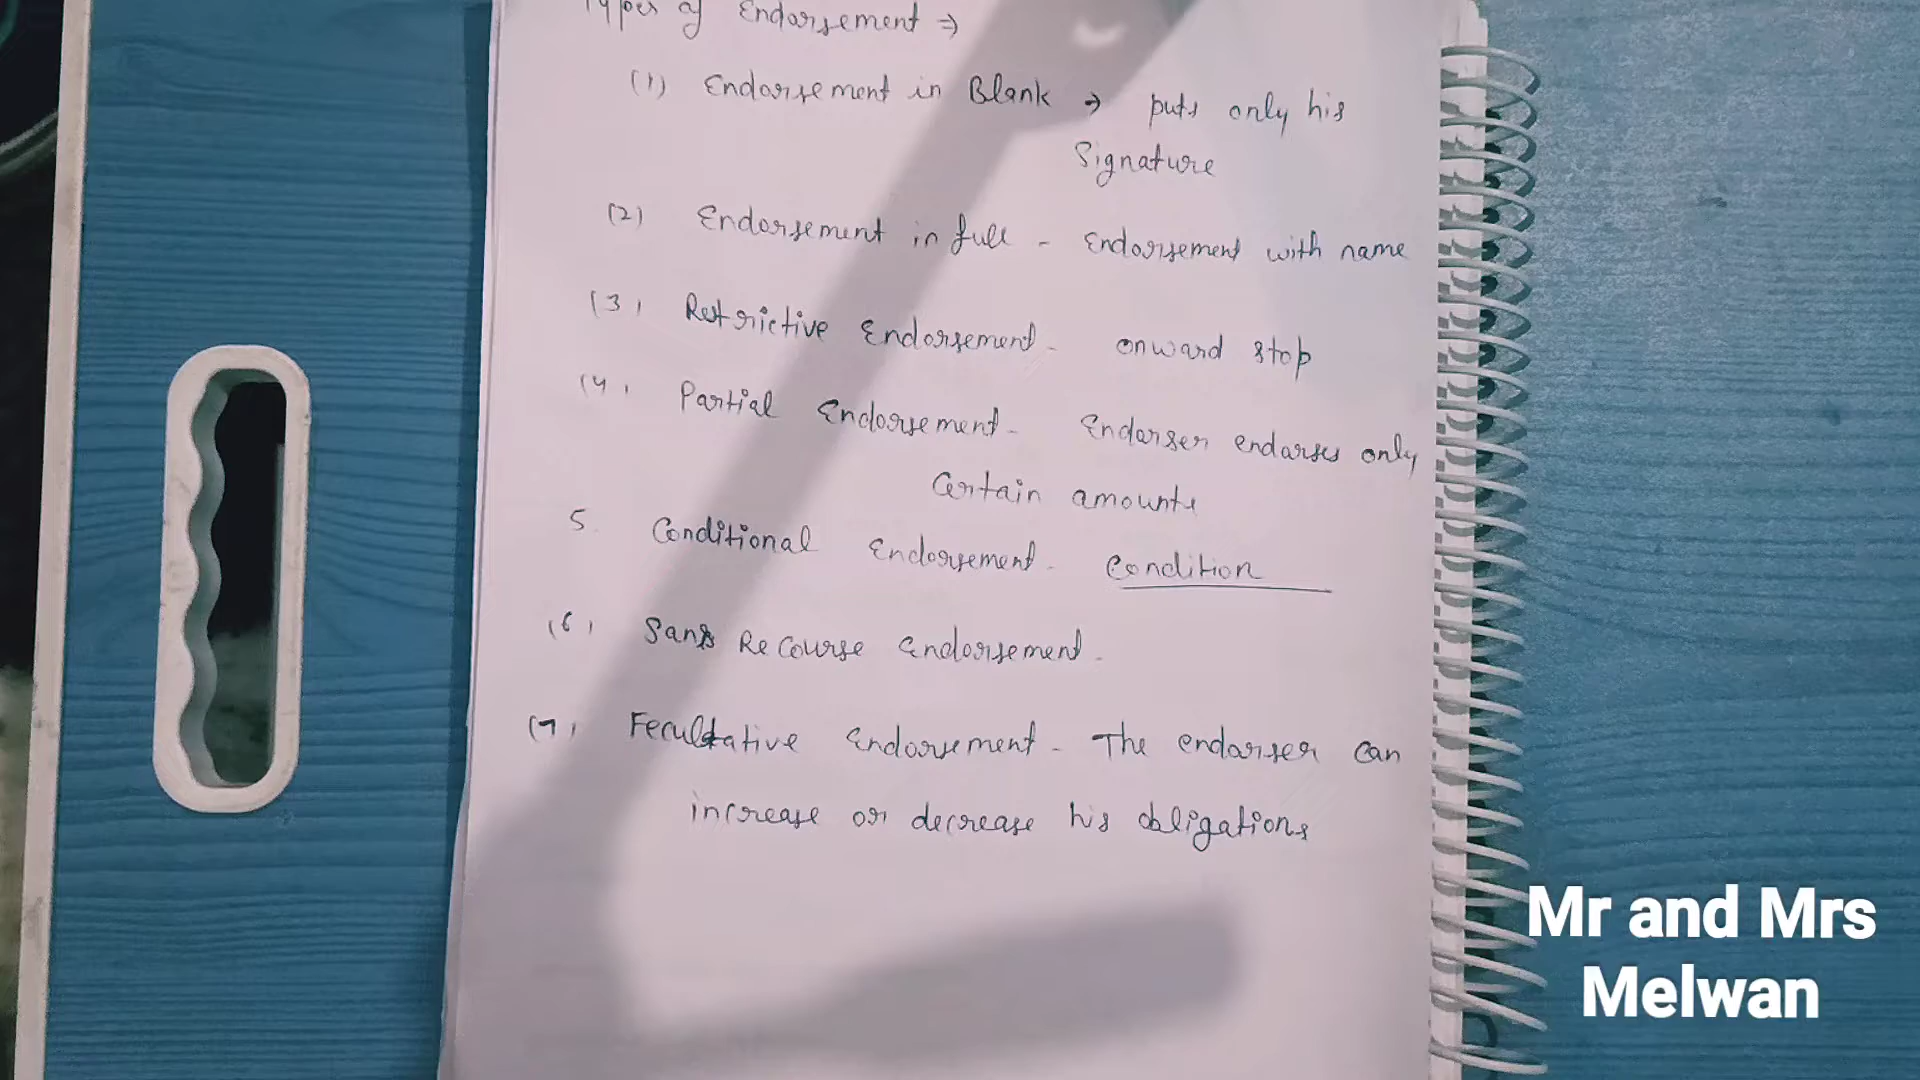 Types of Endorsement ⇒
(1) Endorsement in Blank → puts only his
Signature
(2) Endorsement in full - Endorsement with name
(3) Restrictive Endorsement - onward stop
(4) Partial Endorsement - Endorser endorses only
Certain amounts
5. Conditional Endorsement - Condition
(6) Sans Recourse Endorsement -
(7) Fecultative Endorsement - The endorser can
increase or decrease his obligations
Mr and Mrs
Melwan